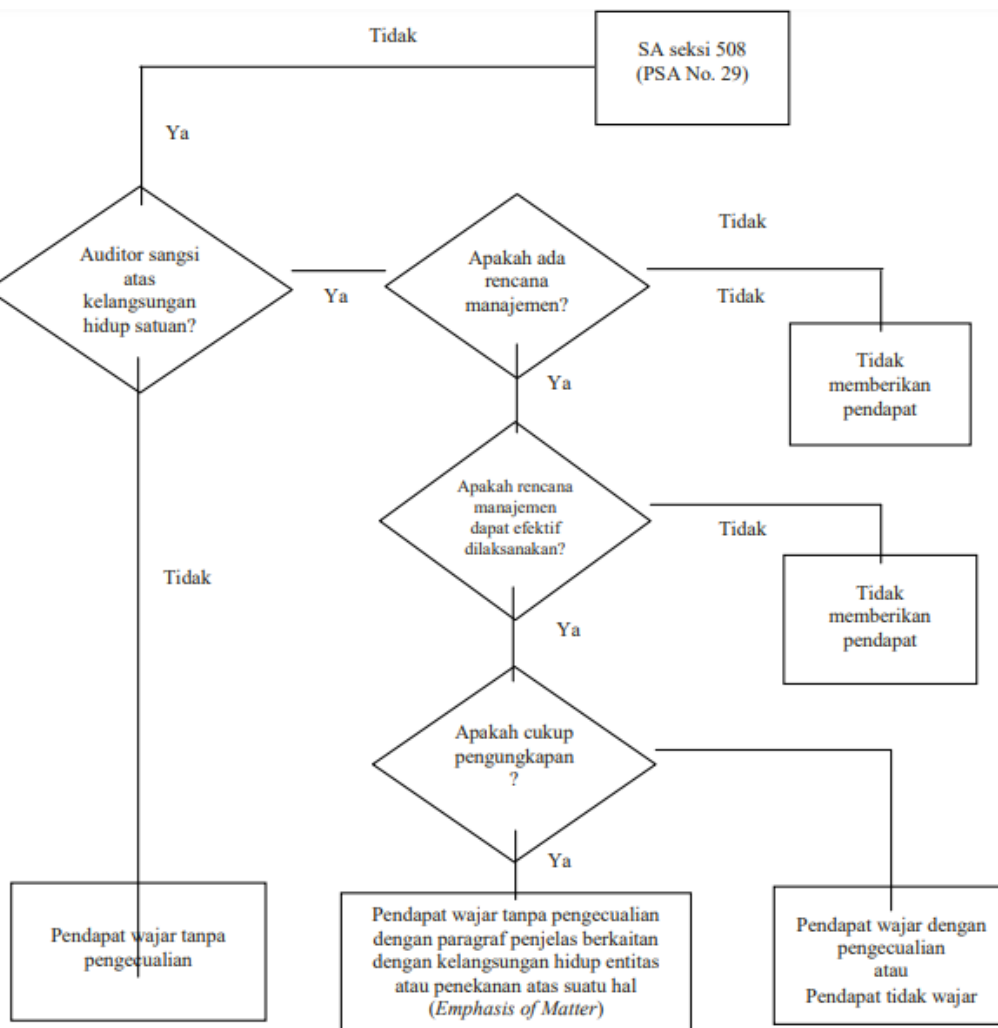 Tidak
SA seksi 508
(PSA No. 29)
Ya
Auditor sangsi
atas
kelangsungan
hidup satuan?
Ya
Apakah ada
rencana
manajemen?
Tidak
Tidak
Tidak
memberikan
pendapat
Ya
Apakah rencana
manajemen
dapat efektif
dilaksanakan?
Tidak
Tidak
memberikan
pendapat
Tidak
Ya
Apakah cukup
pengungkapan
?
Ya
Pendapat wajar tanpa
pengecualian
Pendapat wajar tanpa pengecualian
dengan paragraf penjelas berkaitan
dengan kelangsungan hidup entitas
atau penekanan atas suatu hal
(Emphasis of Matter)
Pendapat wajar dengan
pengecualian
atau
Pendapat tidak wajar